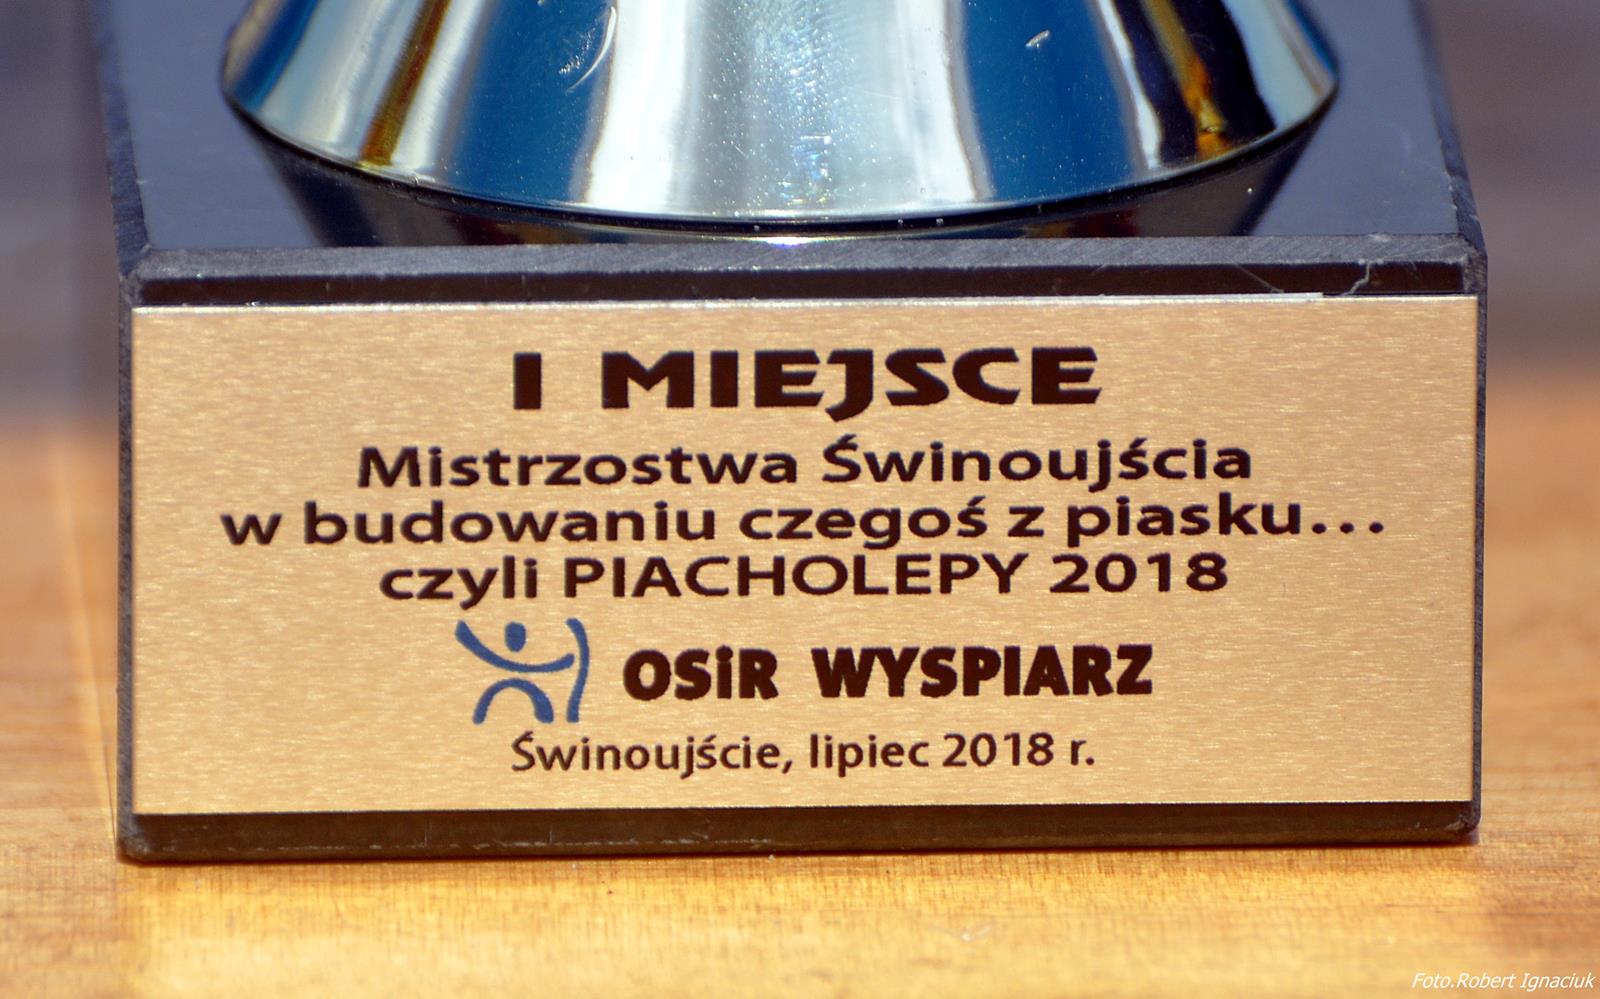 I MIEJSCE
Mistrzostwa Świnoujścia
w budowaniu czegoś z piasku...
czyli PIACHOLEPY 2018
OSiR WYSPIARZ
Świnoujście, lipiec 2018 r.
Foto.Robert Ignaciuk